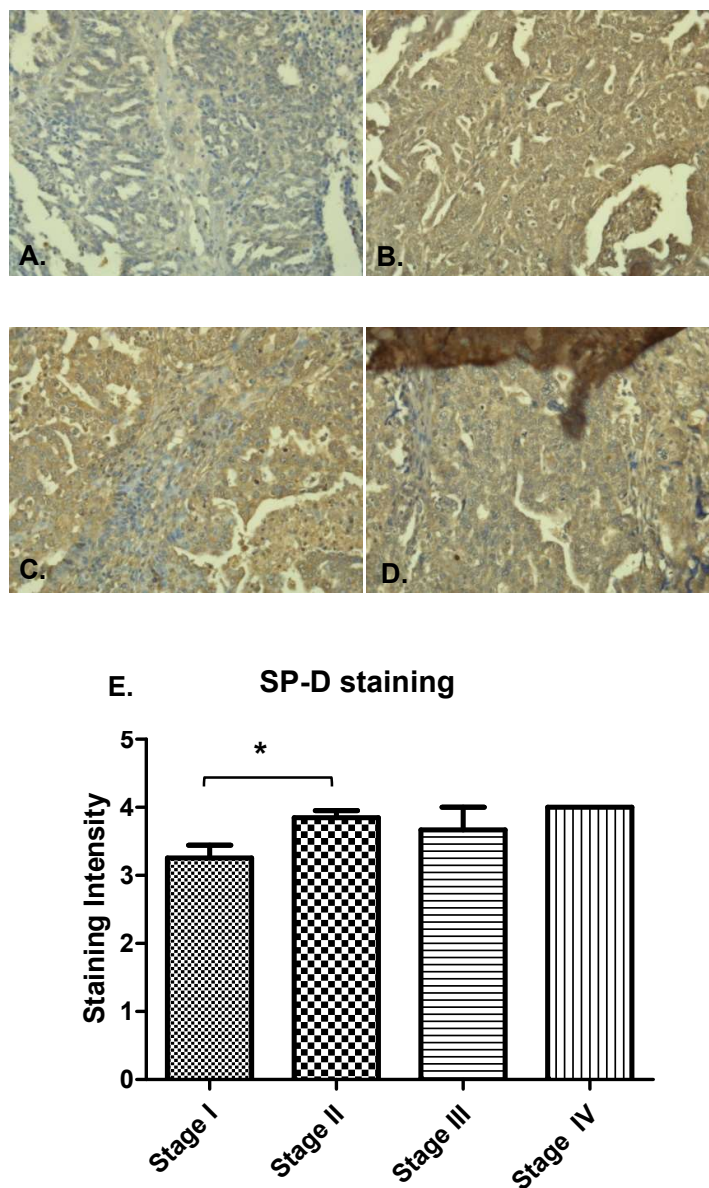 A.
B.
C.
D.
E.
SP-D staining
*
5
4
3
2
1
0
Staining Intensity
Stage I
Stage II
Stage III
Stage IV